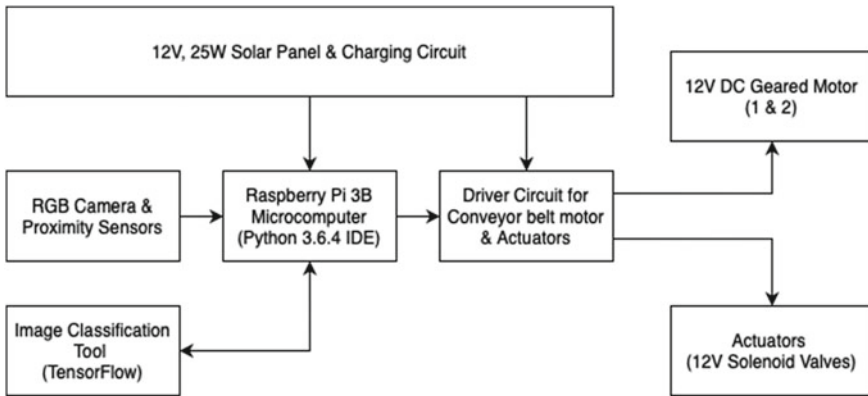 12V, 25W Solar Panel & Charging Circuit
12V DC Geared Motor
(1 & 2)
RGB Camera &
Proximity Sensors
Raspberry Pi 3B
Microcomputer
(Python 3.6.4 IDE)
Driver Circuit for
Conveyor belt motor
& Actuators
Image Classification
Tool
(TensorFlow)
Actuators
(12V Solenoid Valves)